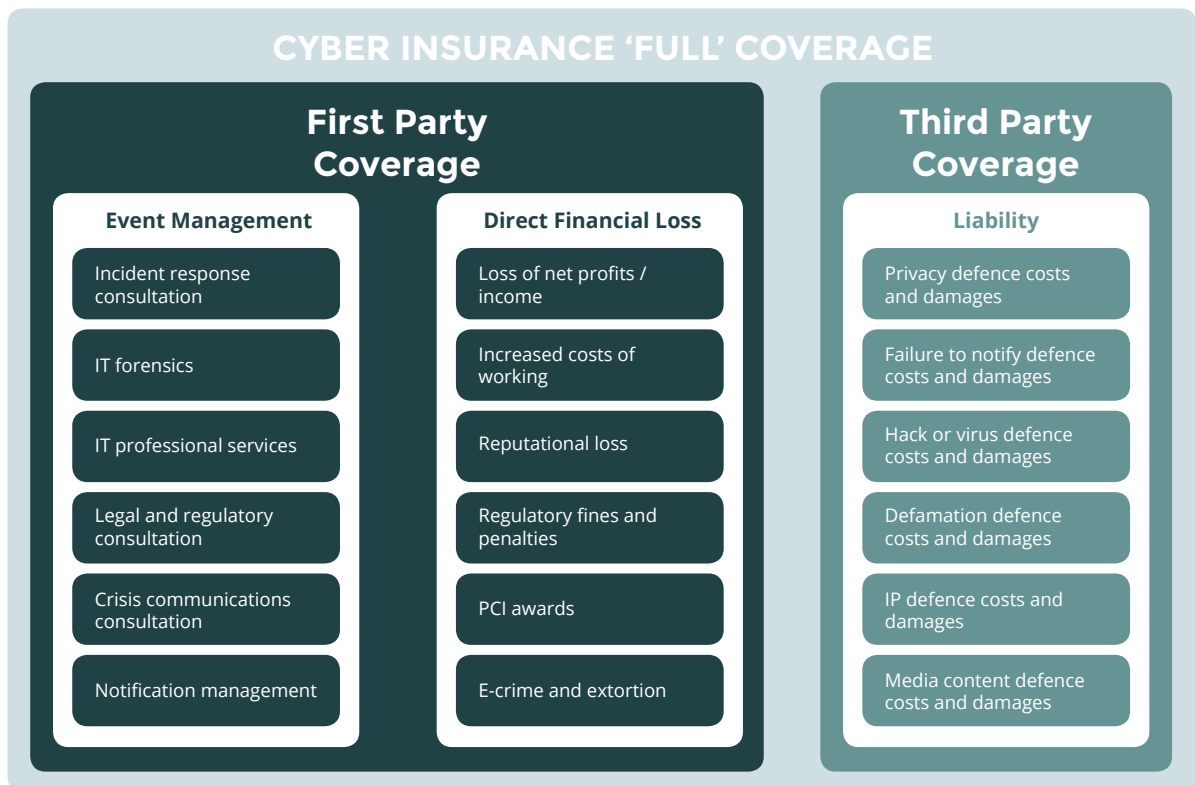 CYBER INSURANCE ‘FULL’ COVERAGE
First Party
Coverage
Event Management
Incident response
consultation
IT forensics
IT professional services
Legal and regulatory
consultation
Crisis communications
consultation
Notification management
Direct Financial Loss
Loss of net profits /
income
Increased costs of
working
Reputational loss
Regulatory fines and
penalties
PCI awards
E-crime and extortion
Third Party
Coverage
Liability
Privacy defence costs
and damages
Failure to notify defence
costs and damages
Hack or virus defence
costs and damages
Defamation defence
costs and damages
IP defence costs and
damages
Media content defence
costs and damages